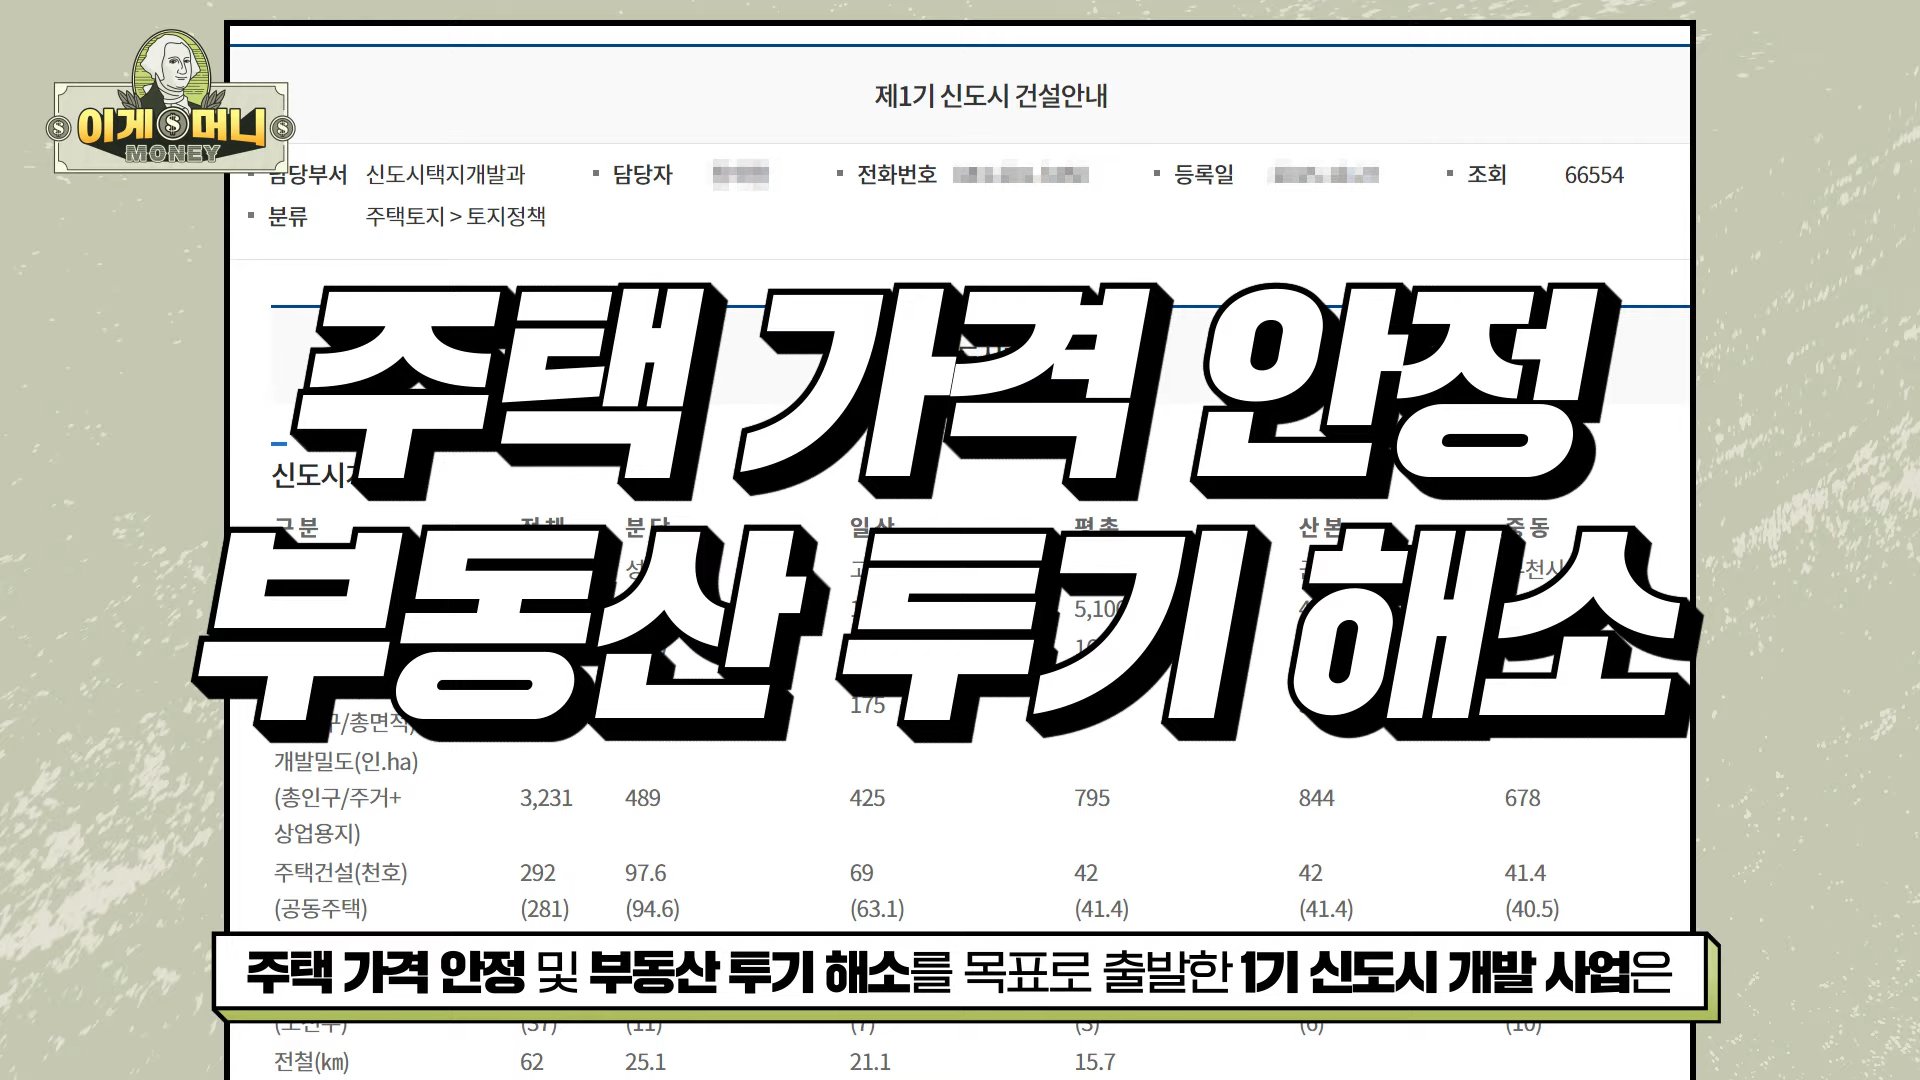 이게 머니
MONEY
제1기 신도시 건설안내
담당부서 신도시택지개발과 담당자 전화번호 등록일 조회 66554
분류 주택토지 > 토지정책
주택 가격 안정
신도시
구 분 전 체 분 당 일 산 평 촌 산 본 중 동
부동산 투기 해소
5,100
175
구/총면적)
개발밀도(인.ha)
(총인구/주거+ 3,231 489 425 795 844 678
상업용지)
주택건설(천호) 292 97.6 69 42 42 41.4
(공동주택) (281) (94.6) (63.1) (41.4) (41.4) (40.5)
주택 가격 안정 및 부동산 투기 해소를 목표로 출발한 1기 신도시 개발 사업은
전철(km) 62 25.1 21.1 15.7